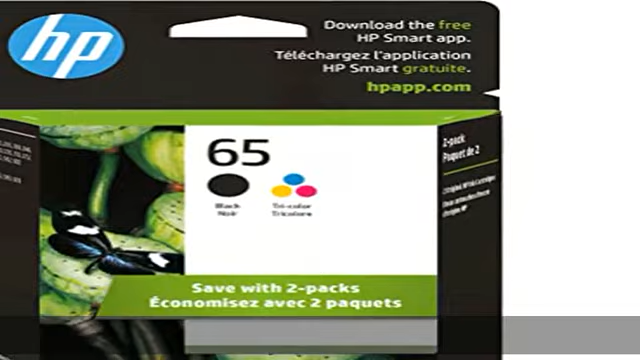 hp
Download the free
HP Smart app.
Téléchargez l'application
HP Smart gratuite.
hpapp.com
65
Black
Noir
Tri-color
Tricolore
2-pack
Paquet de 2
Save with 2-packs
Économisez avec 2 paquets